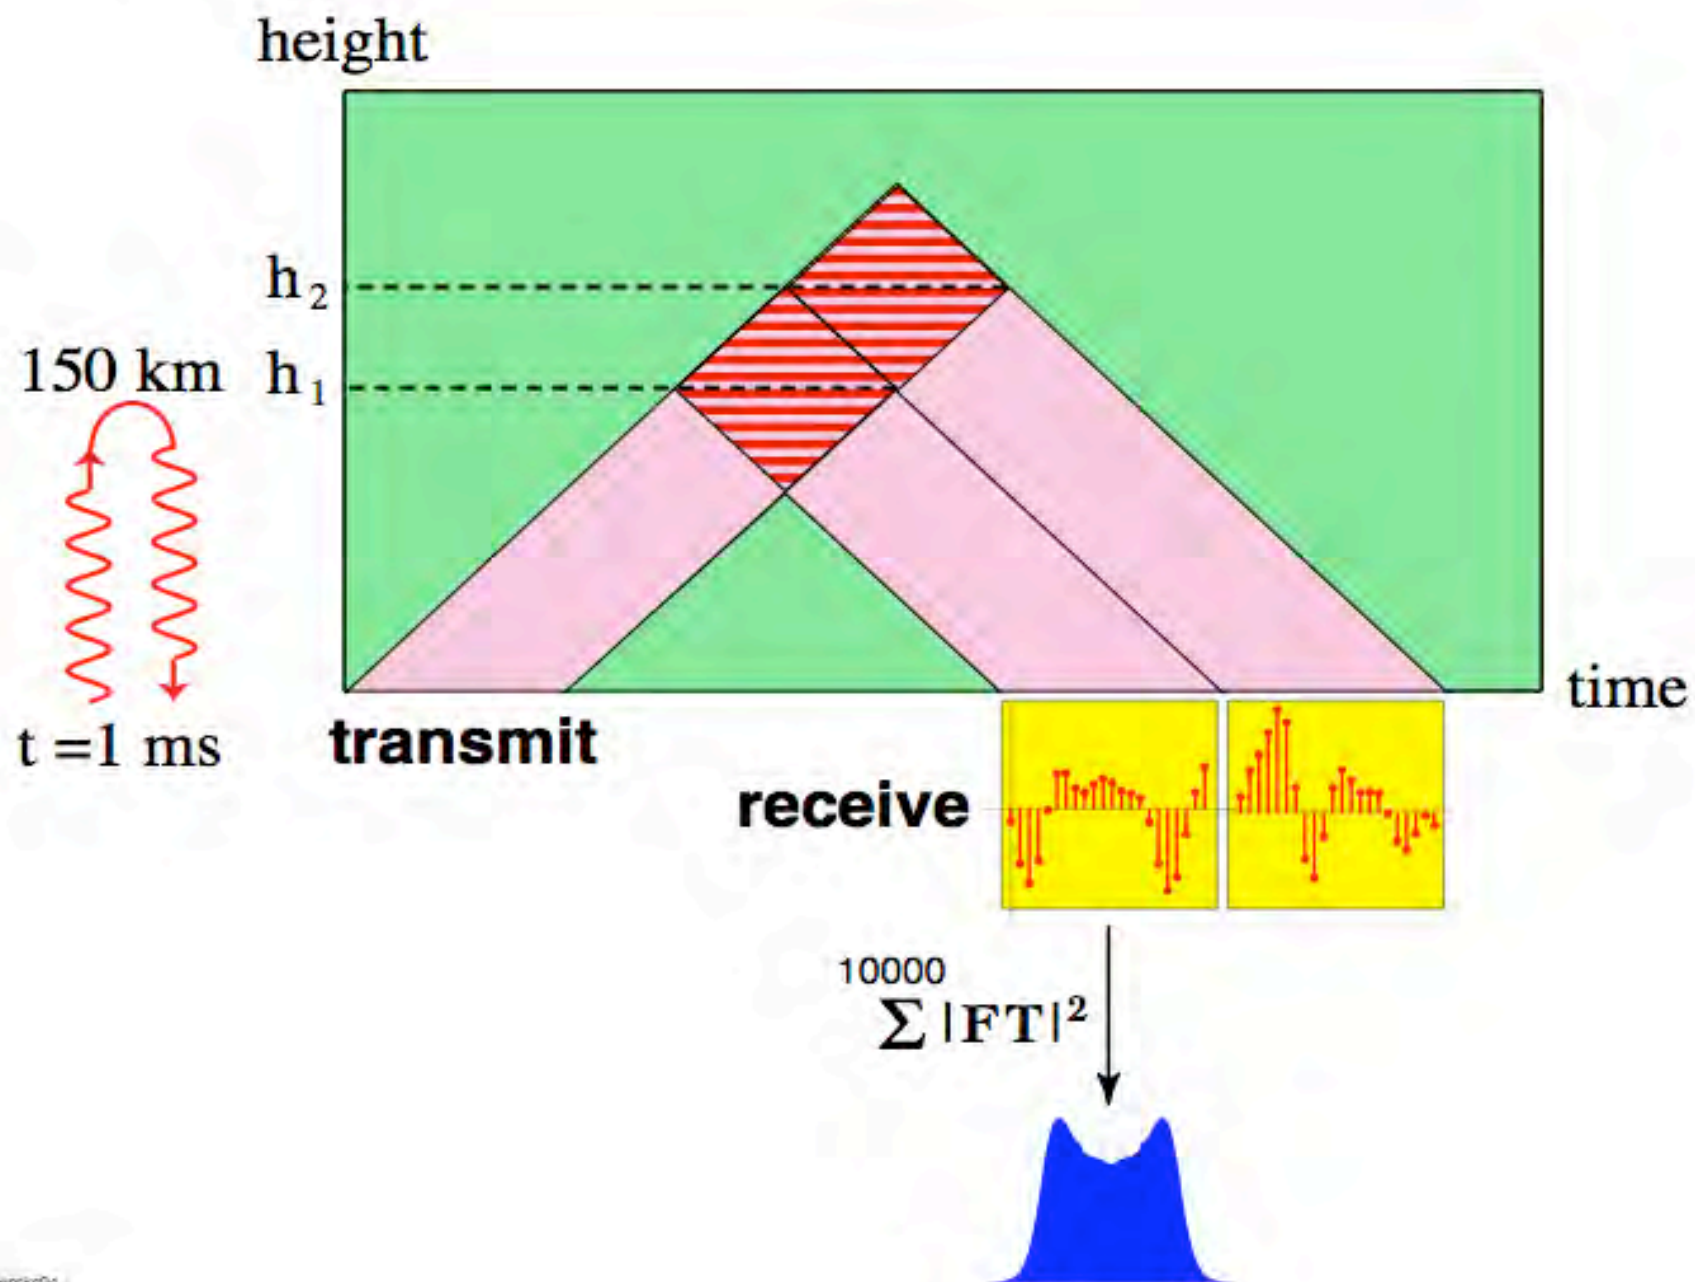 height
h₂
150 km
h₁
time
t =1 ms
transmit
receive
10000
Σ |FT|²